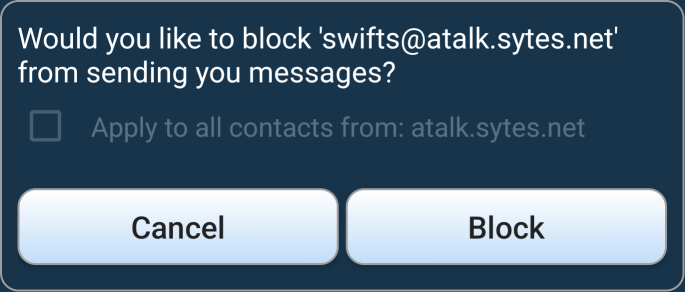 Would you like to block 'swifts@atalk.sytes.net'
from sending you messages?
Apply to all contacts from: atalk.sytes.net
Cancel
Block